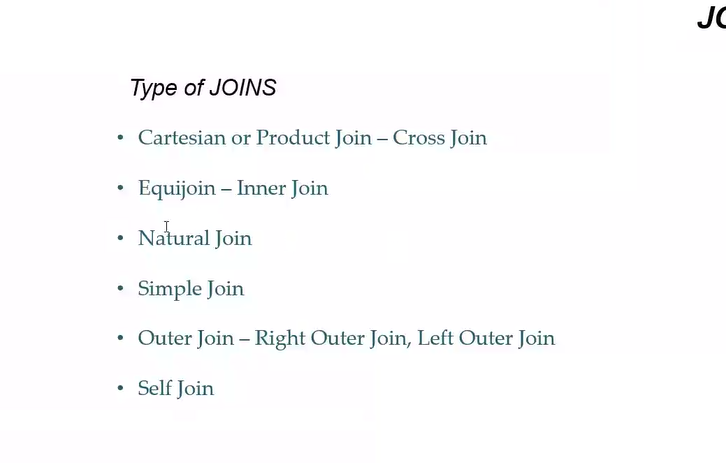 JO
Type of JOINS
• Cartesian or Product Join – Cross Join
• Equijoin – Inner Join
• Natural Join
• Simple Join
• Outer Join – Right Outer Join, Left Outer Join
• Self Join